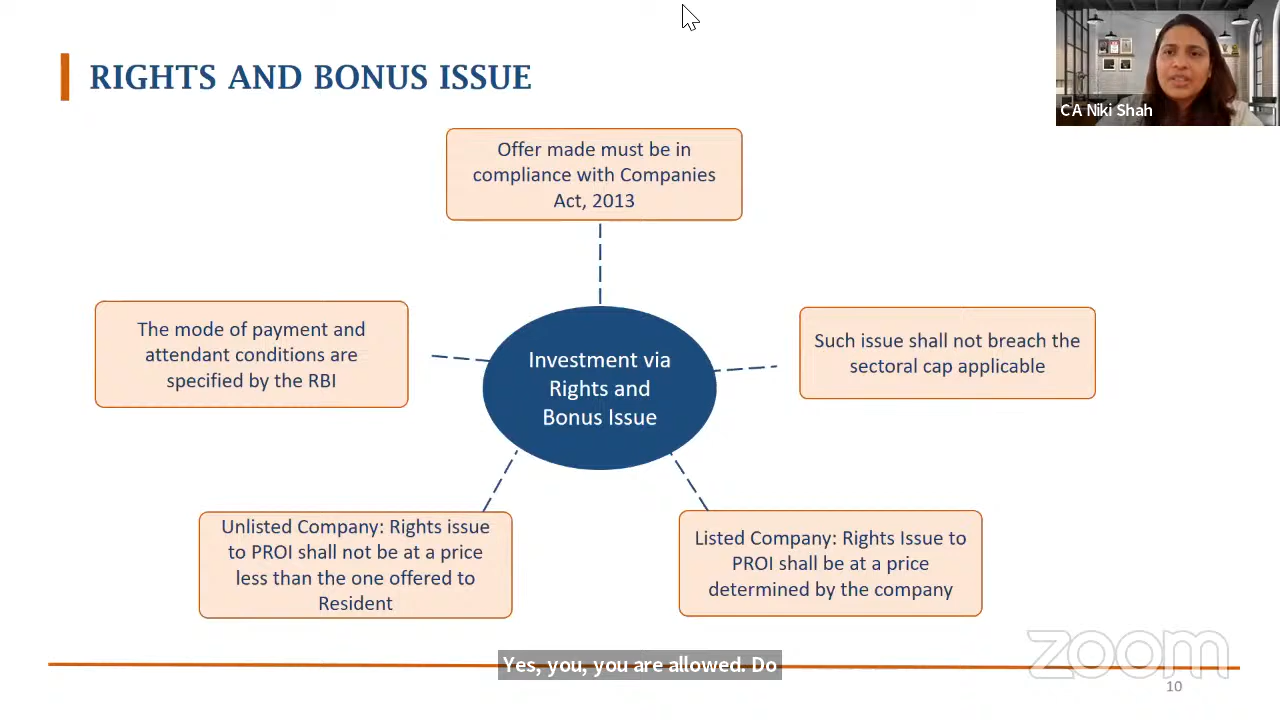 RIGHTS AND BONUS ISSUE
CA Niki Shah
Offer made must be in
compliance with Companies
Act, 2013
The mode of payment and
attendant conditions are
specified by the RBI
Investment via
Rights and
Bonus Issue
Such issue shall not breach the
sectoral cap applicable
Unlisted Company: Rights issue
to PROI shall not be at a price
less than the one offered to
Resident
Listed Company: Rights Issue to
PROI shall be at a price
determined by the company
zoom
Yes, you, you are allowed. Do
10